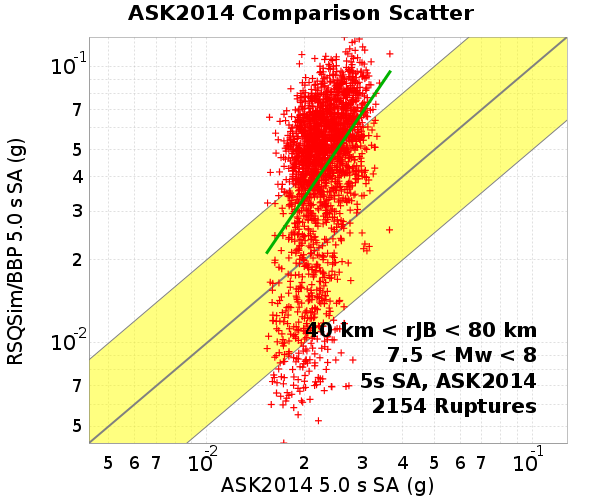 ASK2014 Comparison Scatter
RSQSim/BBP 5.0 s SA (g)
10-1
7
5
4
3
2
10-2
7
5
40 km < rJB < 80 km
7.5 < Mw < 8
5s SA, ASK2014
2154 Ruptures
5 6 7 10-2 2 3 4 5 6 7 10-1
ASK2014 5.0 s SA (g)